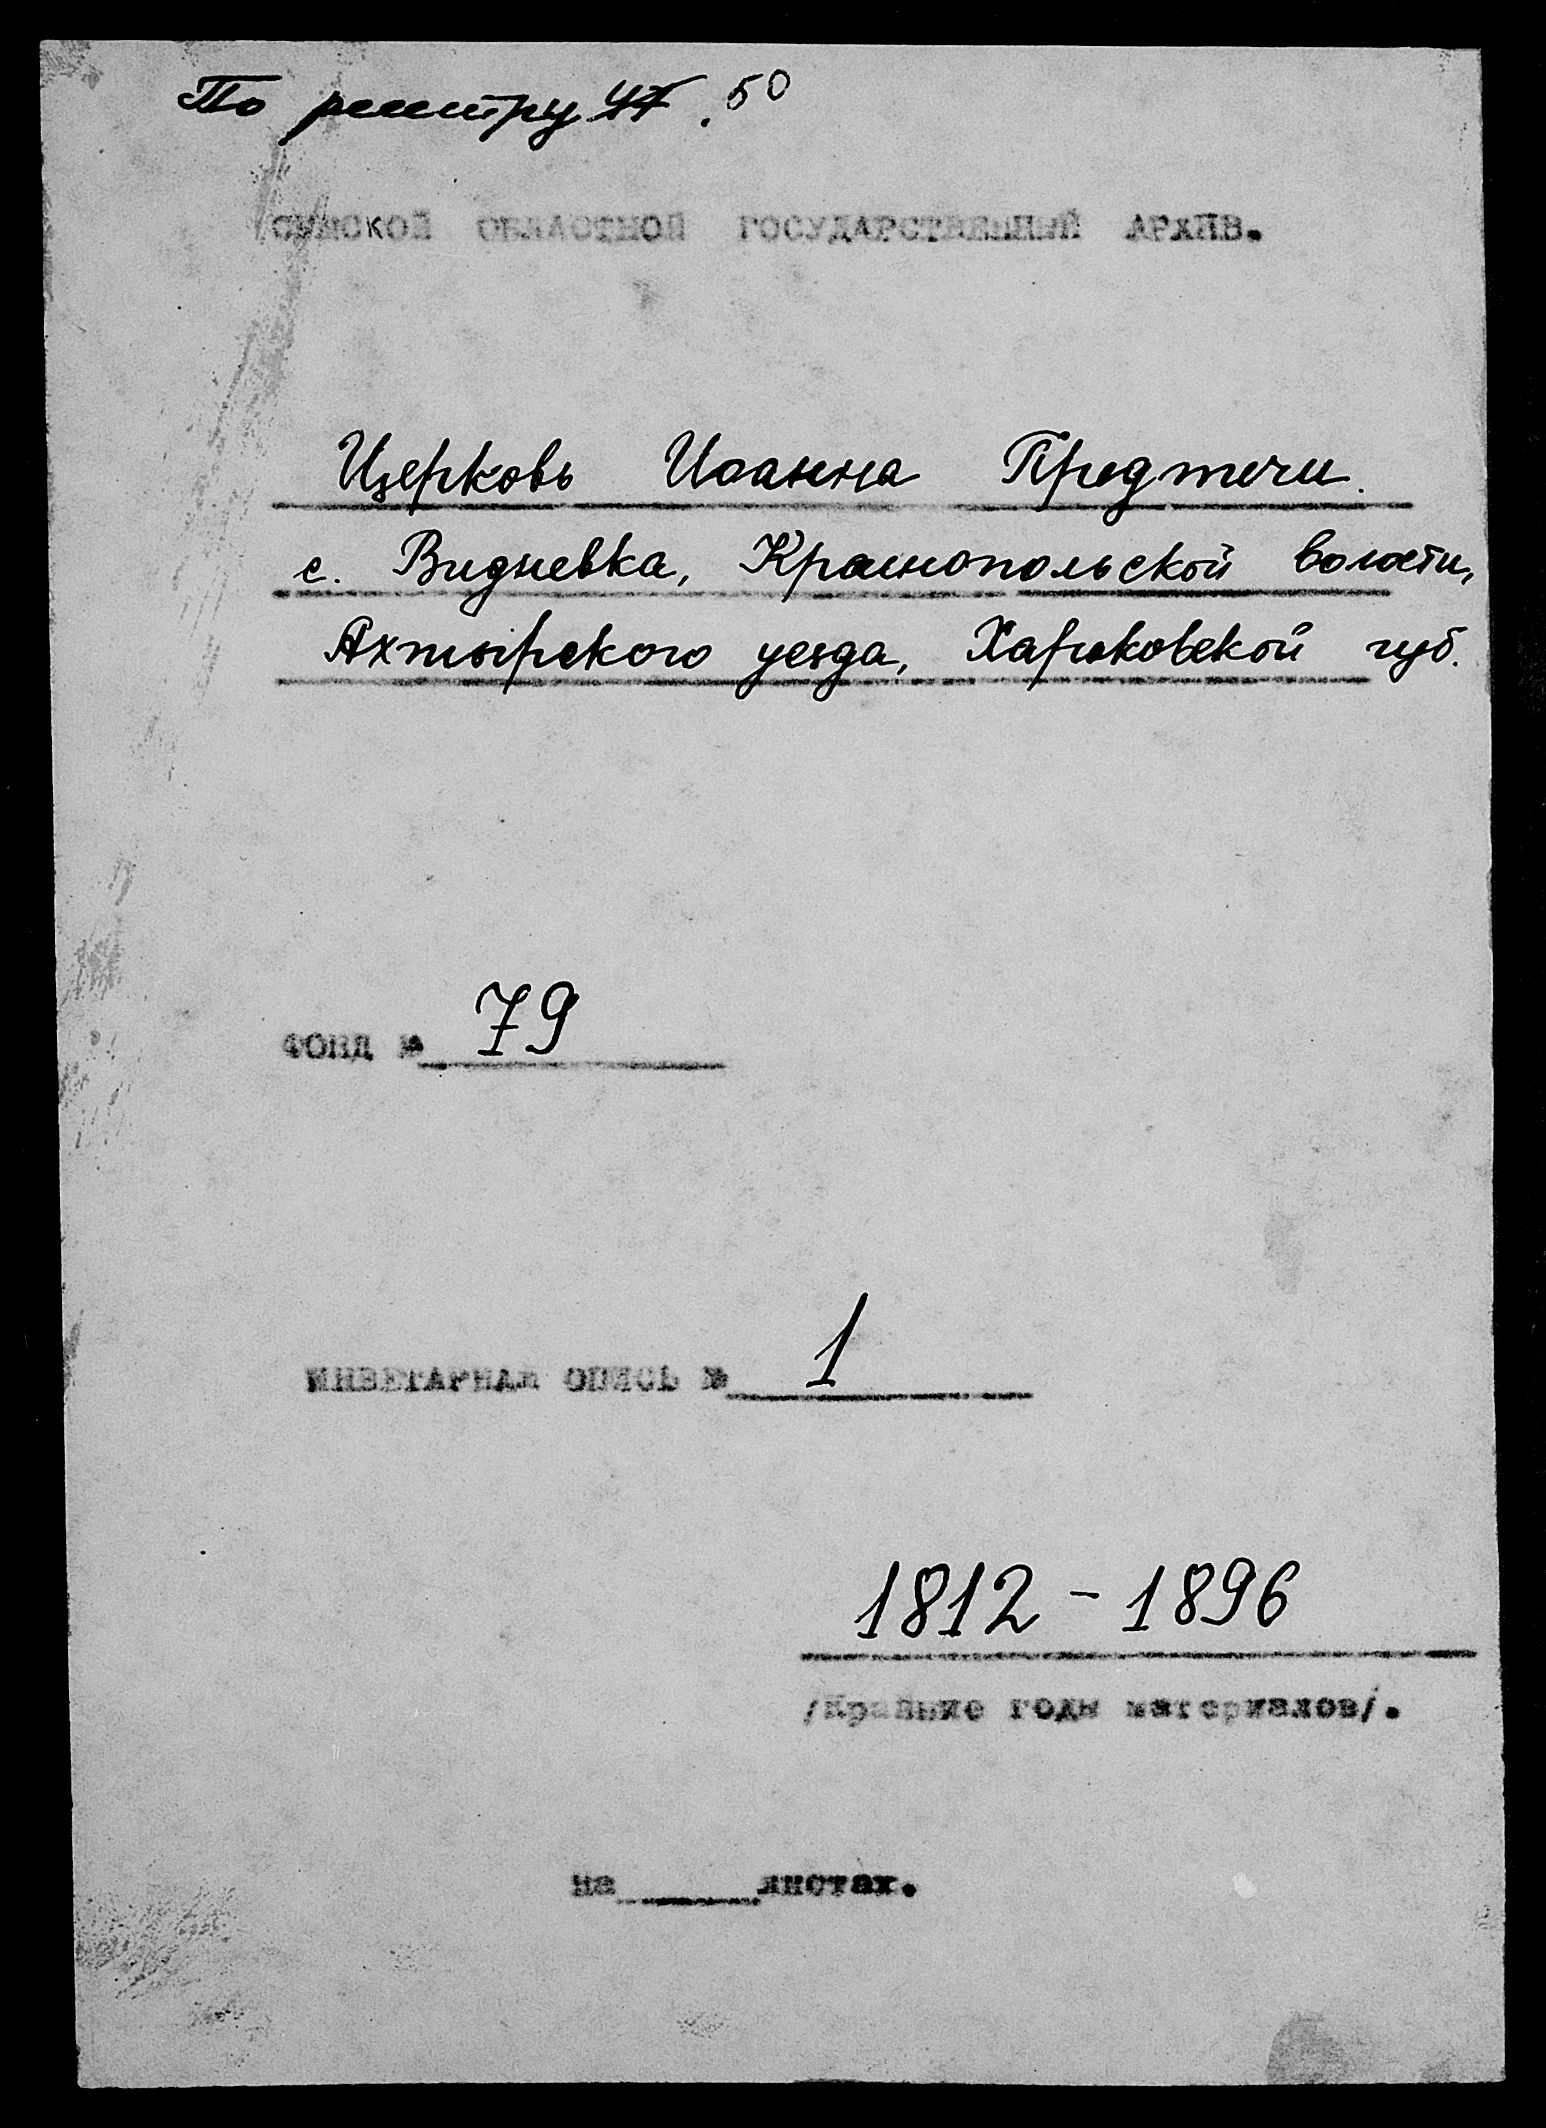 По реестру 47. 50
СУМСКОЙ ОБЛАСТНОЙ ГОСУДАРСТВЕННЫЙ АРХИВ.
Церковь Иоанна Предтечи.
с. Видневка, Краснопольской волости,
Ахтырского уезда, Харьковской губ.
ФОНД № 79
ИНВЕТАРНАЯ ОПИСЬ № 1
1812 - 1896
/Крайние годы материалов/.
на листах.